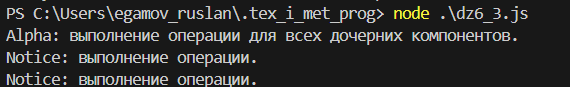 PS C:\Users\egamov_ruslan\.tex_i_met_prog> node .\dz6_3.js
Alpha: выполнение операции для всех дочерних компонентов.
Notice: выполнение операции.
Notice: выполнение операции.